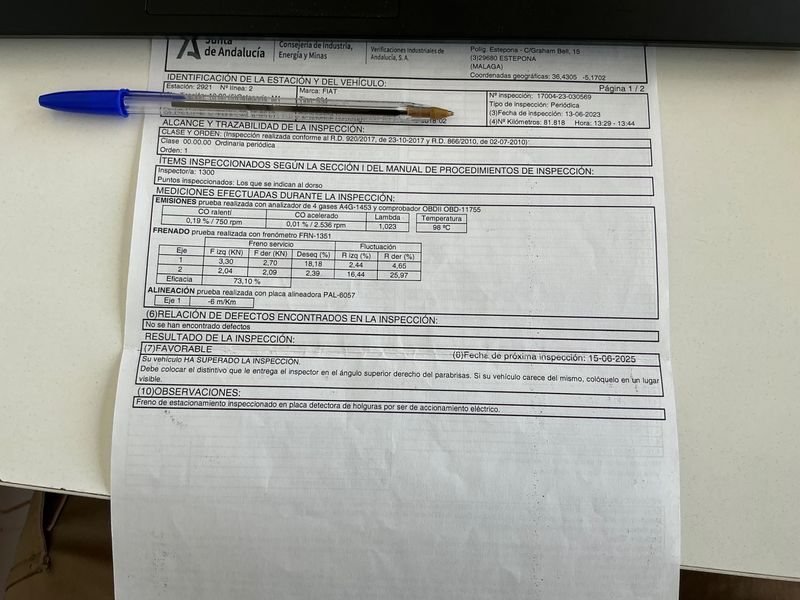 Junta
de Andalucía
Consejería de Industria,
Energía y Minas
Verificaciones Industriales de
Andalucía, S. A.
Polig. Estepona - C/Graham Bell, 15
(3)29680 ESTEPONA
(MALAGA)
Coordenadas geográficas: 36,4305 -5,1702
IDENTIFICACIÓN DE LA ESTACIÓN Y DEL VEHÍCULO: Página 1 / 2
Estación: 2921 Nº línea: 2
Marca: FIAT
Nº inspección: 17004-23-030569
Tipo de inspección: Periódica
(3)Fecha de inspección: 13-06-2023
(4)Nº Kilómetros: 81.818 Hora: 13:29 - 13:44
ALCANCE Y TRAZABILIDAD DE LA INSPECCIÓN:
CLASE Y ORDEN: (Inspección realizada conforme al R.D. 920/2017, de 23-10-2017 y R.D. 866/2010, de 02-07-2010):
Clase 00.00.00 Ordinaria periódica
Orden: 1
ÍTEMS INSPECCIONADOS SEGÚN LA SECCIÓN I DEL MANUAL DE PROCEDIMIENTOS DE INSPECCIÓN:
Inspector/a: 1300
Puntos inspeccionados: Los que se indican al dorso
MEDICIONES EFECTUADAS DURANTE LA INSPECCIÓN:
EMISIONES prueba realizada con analizador de 4 gases A4G-1453 y comprobador OBDII OBD-11755
CO ralentí CO acelerado Lambda Temperatura
0,19 % / 750 rpm 0,01 % / 2.536 rpm 1,023 98 ºC
FRENADO prueba realizada con frenómetro FRN-1351
Freno servicio Fluctuación
Eje F izq (KN) F der (KN) Deseq (%) R izq (%) R der (%)
1 3,30 2,70 18,18 2,44 4,65
2 2,04 2,09 2,39 16,44 25,97
Eficacia 73,10 %
ALINEACIÓN prueba realizada con placa alineadora PAL-6057
Eje 1 -6 m/Km
(6)RELACIÓN DE DEFECTOS ENCONTRADOS EN LA INSPECCIÓN:
No se han encontrado defectos
RESULTADO DE LA INSPECCIÓN:
(7)FAVORABLE (8)Fecha de próxima inspección: 15-06-2025
Su vehículo HA SUPERADO LA INSPECCION.
Debe colocar el distintivo que le entrega el inspector en el ángulo superior derecho del parabrisas. Si su vehículo carece del mismo, colóquelo en un lugar
visible.
(10)OBSERVACIONES:
Freno de estacionamiento inspeccionado en placa detectora de holguras por ser de accionamiento eléctrico.